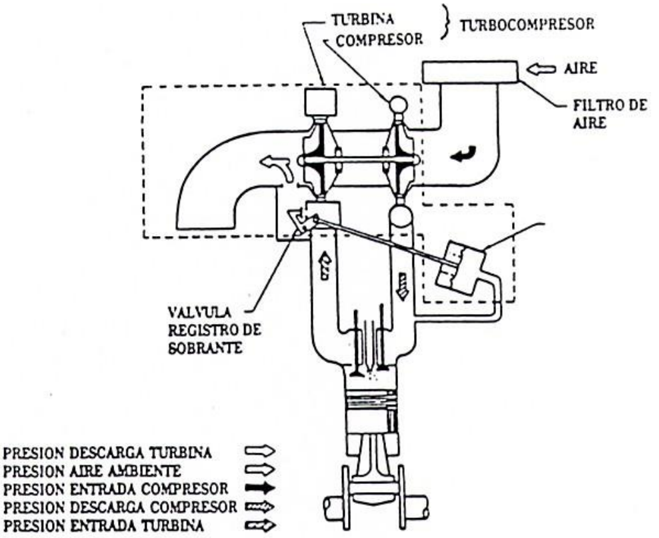 TURBINA
COMPRESOR
TURBOCOMPRESOR
AIRE
FILTRO DE
AIRE
VALVULA
REGISTRO DE
SOBRANTE
PRESION DESCARGA TURBINA
PRESION AIRE AMBIENTE
PRESION ENTRADA COMPRESOR
PRESION DESCARGA COMPRESOR
PRESION ENTRADA TURBINA